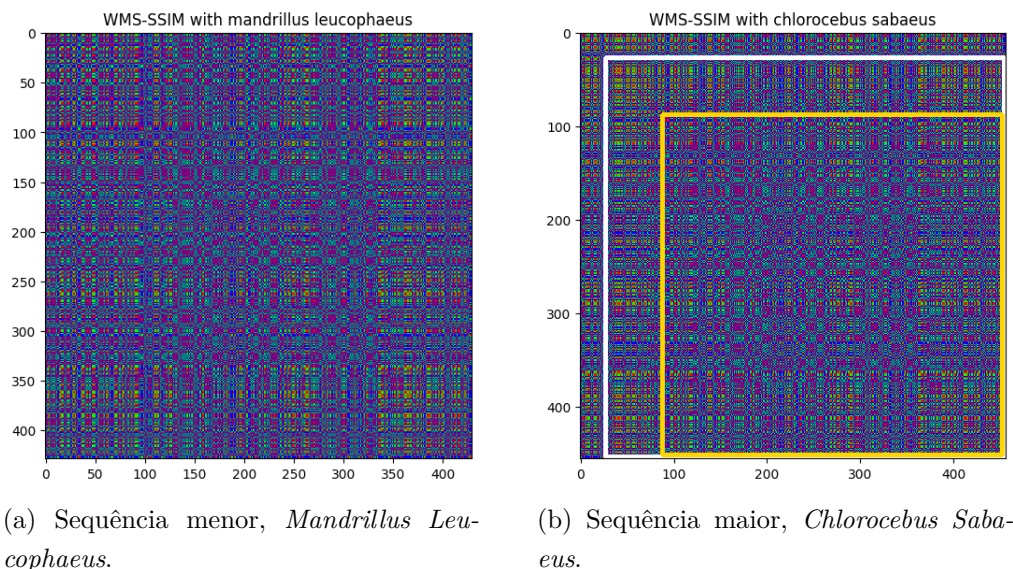 WMS-SSIM with mandrillus leucophaeus
0
50
100
150
200
250
300
350
400
0 50 100 150 200 250 300 350 400
WMS-SSIM with chlorocebus sabaeus
0
100
200
300
400
0 100 200 300 400
(a) Sequência menor, Mandrillus Leu-
cophaeus.
(b) Sequência maior, Chlorocebus Saba-
eus.